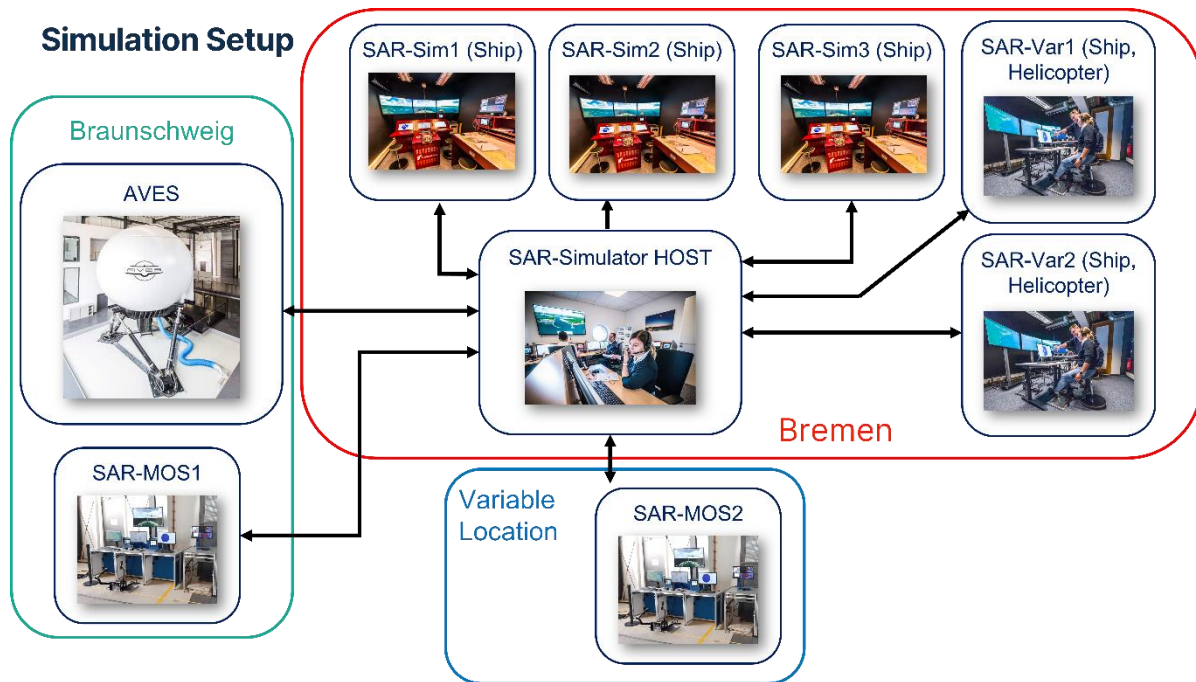 Simulation Setup
SAR-Sim1 (Ship)
SAR-Sim2 (Ship)
SAR-Sim3 (Ship)
SAR-Var1 (Ship,
Helicopter)
Braunschweig
AVES
AVES
SAR-Simulator HOST
SAR-Var2 (Ship,
Helicopter)
Bremen
SAR-MOS1
Variable
Location
SAR-MOS2